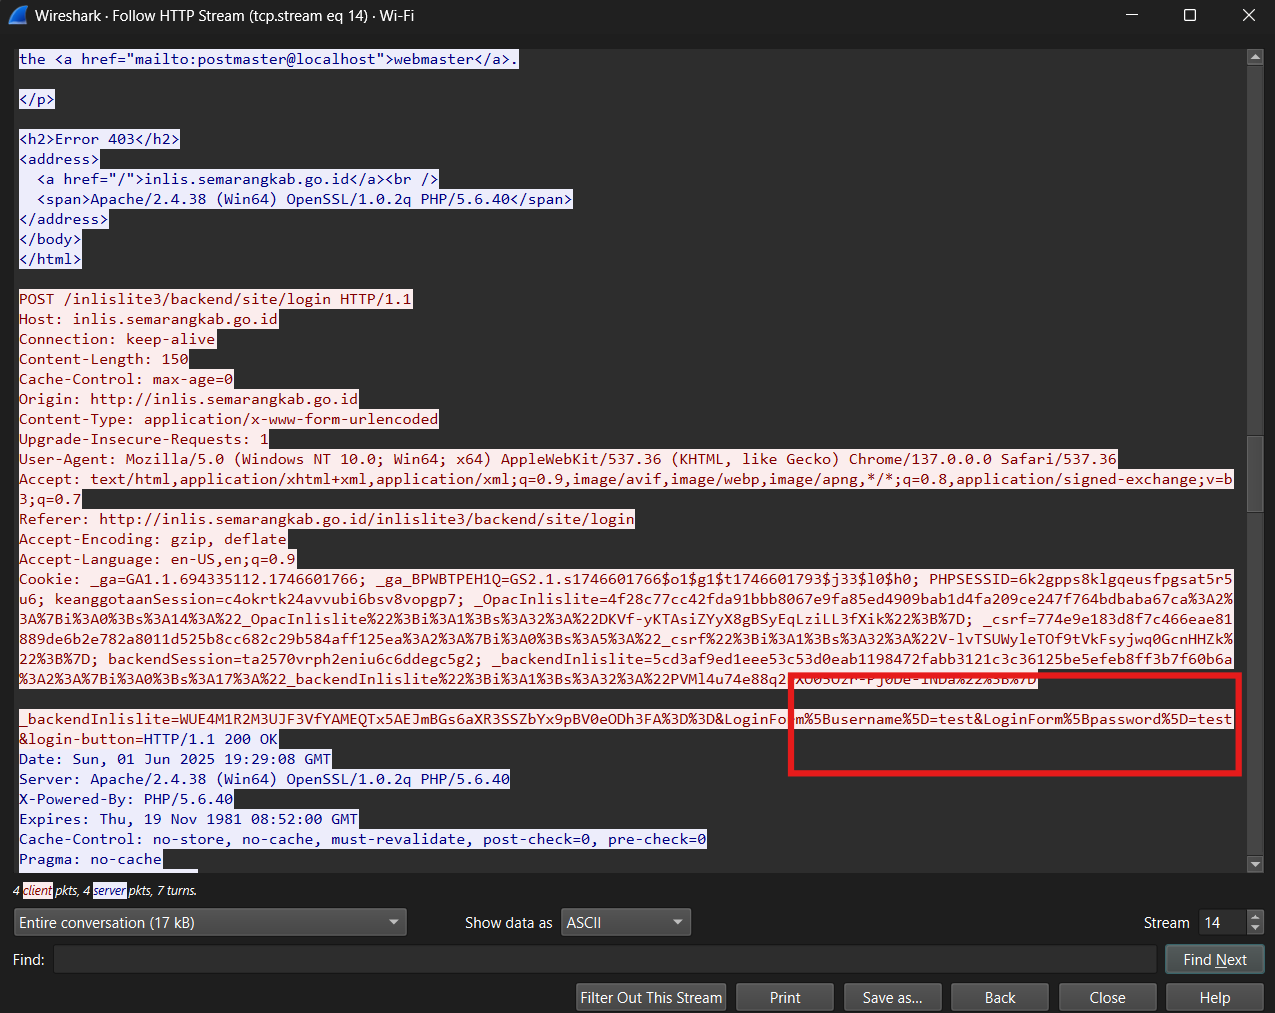 Wireshark · Follow HTTP Stream (tcp.stream eq 14) · Wi-Fi
the <a href="mailto:postmaster@localhost">webmaster</a>.
</p>
<h2>Error 403</h2>
<address>
<a href="/">inlis.semarangkab.go.id</a><br />
<span>Apache/2.4.38 (Win64) OpenSSL/1.0.2q PHP/5.6.40</span>
</address>
</body>
</html>
POST /inlislite3/backend/site/login HTTP/1.1
Host: inlis.semarangkab.go.id
Connection: keep-alive
Content-Length: 150
Cache-Control: max-age=0
Origin: http://inlis.semarangkab.go.id
Content-Type: application/x-www-form-urlencoded
Upgrade-Insecure-Requests: 1
User-Agent: Mozilla/5.0 (Windows NT 10.0; Win64; x64) AppleWebKit/537.36 (KHTML, like Gecko) Chrome/137.0.0.0 Safari/537.36
Accept: text/html,application/xhtml+xml,application/xml;q=0.9,image/avif,image/webp,image/apng,*/*;q=0.8,application/signed-exchange;v=b
3;q=0.7
Referer: http://inlis.semarangkab.go.id/inlislite3/backend/site/login
Accept-Encoding: gzip, deflate
Accept-Language: en-US,en;q=0.9
Cookie: _ga=GA1.1.694335112.1746601766; _ga_BPWBTPEH1Q=GS2.1.s1746601766$o1$g1$t1746601793$j33$l0$h0; PHPSESSID=6k2gpps8klgqeusfpgsat5r5
u6; keanggotaanSession=c4okrtk24avvubi6bsv8vopgp7; _OpacInlislite=4f28c77cc42fda91bbb8067e9fa85ed4909bab1d4fa209ce247f764bdbaba67ca%3A2%
3A%7Bi%3A0%3Bs%3A14%3A%22_OpacInlislite%22%3Bi%3A1%3Bs%3A32%3A%22DKVf-yKTAsiZYyX8gBSyEqLziLL3fXik%22%3B%7D; _csrf=774e9e183d8f7c466eae81
889de6b2e782a8011d525b8cc682c29b584aff125ea%3A2%3A%7Bi%3A0%3Bs%3A5%3A%22_csrf%22%3Bi%3A1%3Bs%3A32%3A%22V-lvTSUWyleTOf9tVkFsyjwq0GcnHHZk%
22%3B%7D; backendSession=ta2570vrph2eniu6c6ddegc5g2; _backendInlislite=5cd3af9ed1eee53c53d0eab1198472fabb3121c3c36125be5efeb8ff3b7f60b6a
%3A2%3A%7Bi%3A0%3Bs%3A17%3A%22_backendInlislite%22%3Bi%3A1%3Bs%3A32%3A%22PVMl4u74e88q2
_backendInlislite=WUE4M1R2M3UJF3VfYAMEQTx5AEJmBGs6aXR3SSZbYx9pBV0eODh3FA%3D%3D&LoginForm%5Busername%5D=test&LoginForm%5Bpassword%5D=test
&login-button=HTTP/1.1 200 OK
Date: Sun, 01 Jun 2025 19:29:08 GMT
Server: Apache/2.4.38 (Win64) OpenSSL/1.0.2q PHP/5.6.40
X-Powered-By: PHP/5.6.40
Expires: Thu, 19 Nov 1981 08:52:00 GMT
Cache-Control: no-store, no-cache, must-revalidate, post-check=0, pre-check=0
Pragma: no-cache
4 client pkts, 4 server pkts, 7 turns.
Entire conversation (17 kB) Show data as ASCII Stream 14
Find: Find Next
Filter Out This Stream Print Save as... Back Close Help